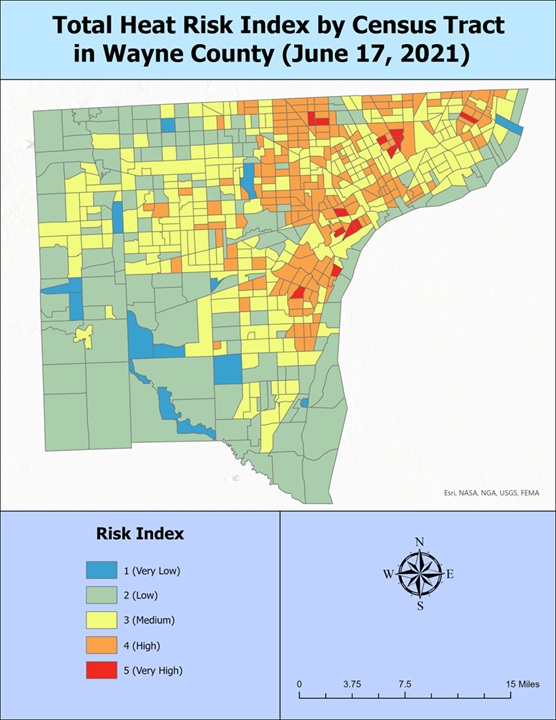 Total Heat Risk Index by Census Tract
in Wayne County (June 17, 2021)
Esri, NASA, NGA, USGS, FEMA
Risk Index
1 (Very Low)
2 (Low)
3 (Medium)
4 (High)
5 (Very High)
N
W E
S
0 3.75 7.5 15 Miles